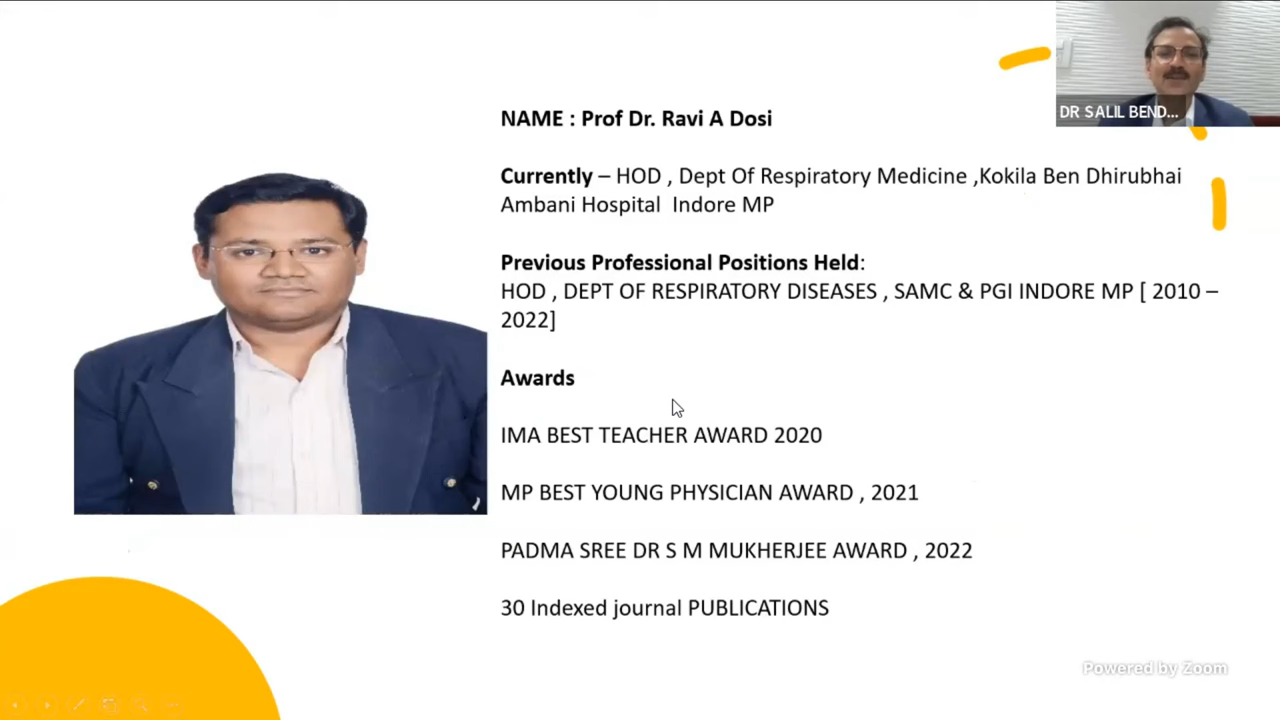 DR SALIL BEND...
NAME : Prof Dr. Ravi A Dosi
Currently – HOD , Dept Of Respiratory Medicine ,Kokila Ben Dhirubhai
Ambani Hospital  Indore MP
Previous Professional Positions Held:
HOD , DEPT OF RESPIRATORY DISEASES , SAMC & PGI INDORE MP [ 2010 –
2022]
Awards
IMA BEST TEACHER AWARD 2020
MP BEST YOUNG PHYSICIAN AWARD , 2021
PADMA SREE DR S M MUKHERJEE AWARD , 2022
30 Indexed journal PUBLICATIONS
Powered by Zoom